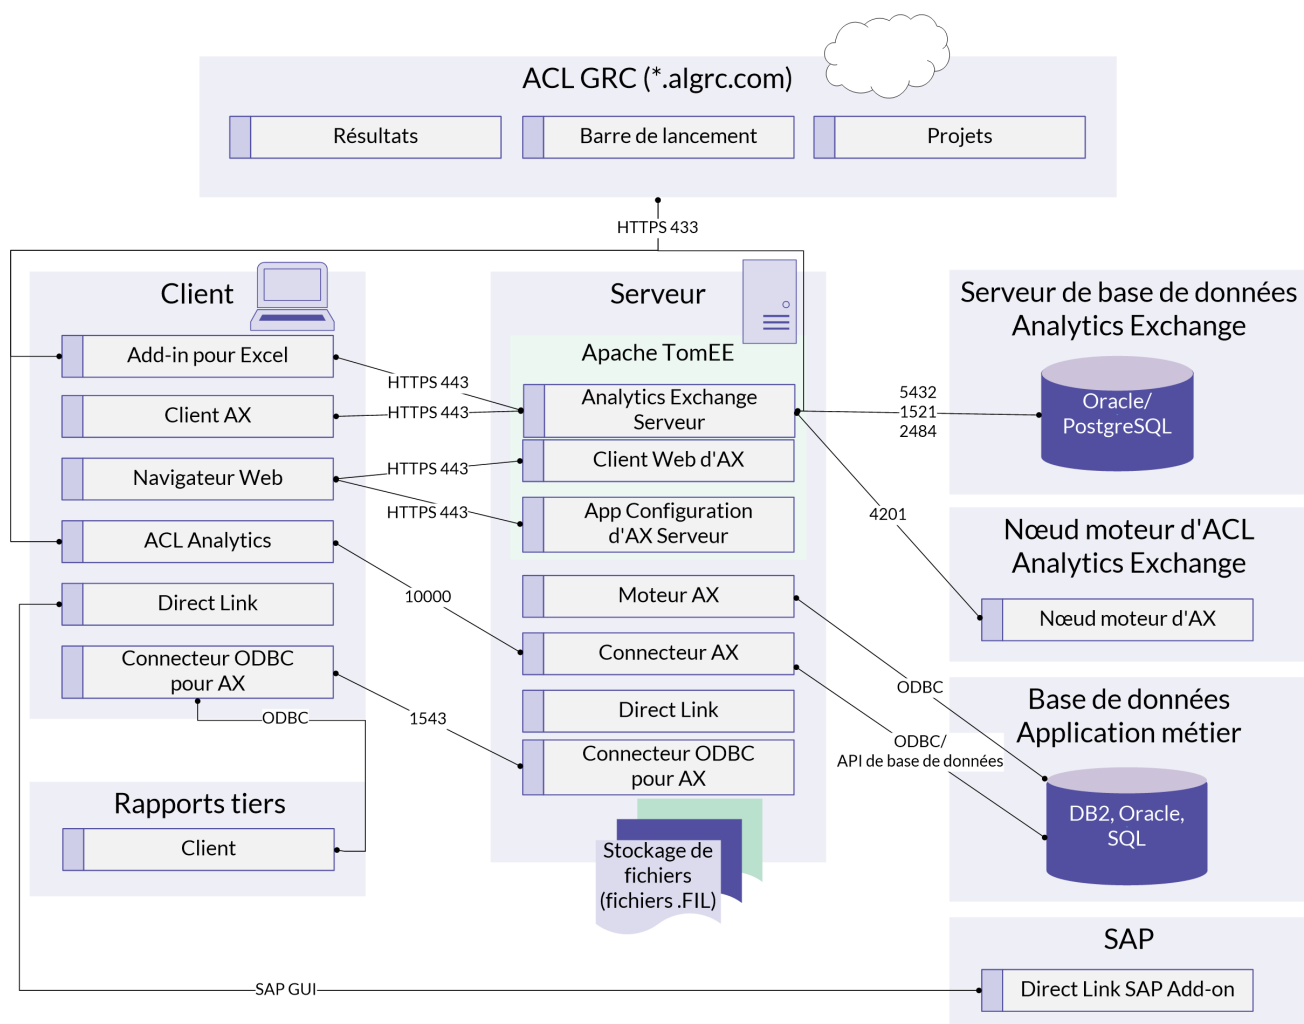 ACL GRC (*.algrc.com)
Résultats
Barre de lancement
Projets
HTTPS 433
Client
Add-in pour Excel
Client AX
Navigateur Web
ACL Analytics
Direct Link
Connecteur ODBC
pour AX
ODBC
Rapports tiers
Client
HTTPS 443
HTTPS 443
HTTPS 443
HTTPS 443
10000
1543
Serveur
Apache TomEE
Analytics Exchange
Serveur
Client Web d'AX
App Configuration
d'AX Serveur
Moteur AX
Connecteur AX
Direct Link
Connecteur ODBC
pour AX
Stockage de
fichiers
(fichiers .FIL)
5432
1521
2484
4201
ODBC
ODBC/
API de base de données
Serveur de base de données
Analytics Exchange
Oracle/
PostgreSQL
Nœud moteur d'ACL
Analytics Exchange
Nœud moteur d'AX
Base de données
Application métier
DB2, Oracle,
SQL
SAP
Direct Link SAP Add-on
SAP GUI